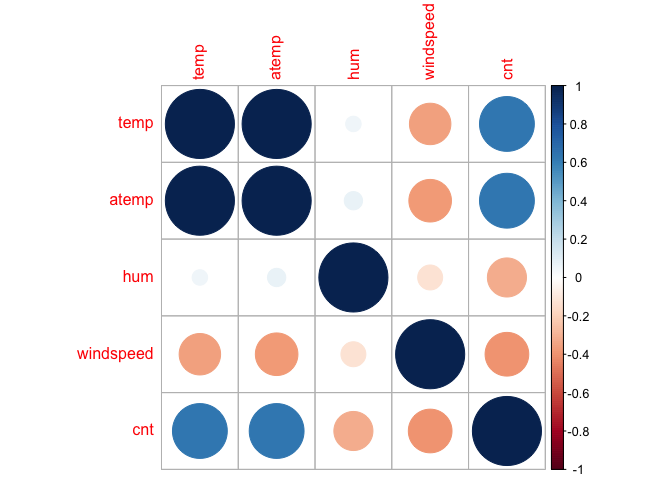 temp
atemp
hum
windspeed
cnt
temp
atemp
hum
windspeed
cnt
1
0.8
0.6
0.4
0.2
0
-0.2
-0.4
-0.6
-0.8
-1